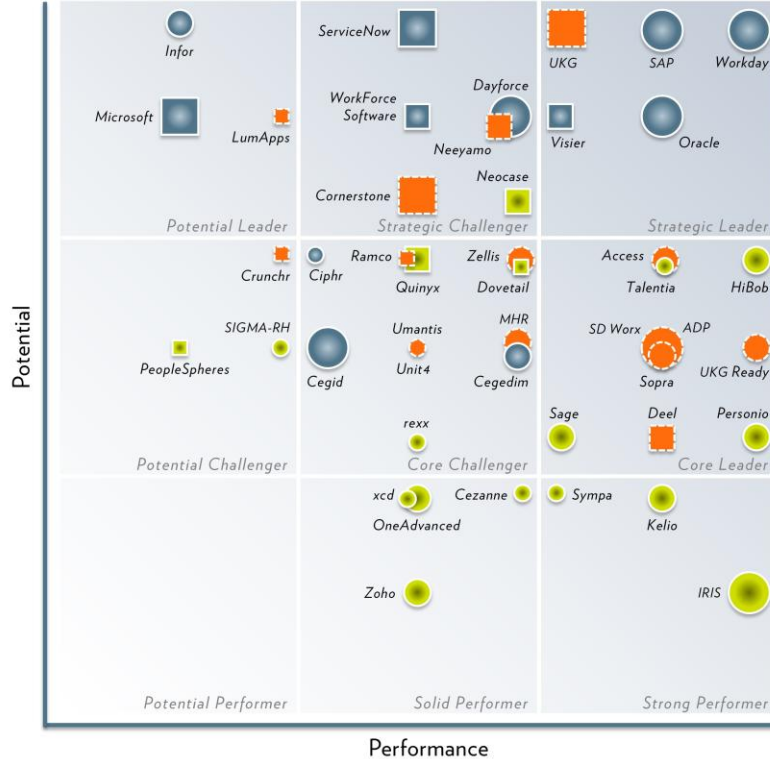 Infor
ServiceNow
UKG
SAP
Workday
Microsoft
LumApps
WorkForce
Software
Dayforce
Neeyamo
Visier
Oracle
Cornerstone
Neocase
Potential Leader
Strategic Challenger
Strategic Leader
Crunchr
Ciphr
Ramco
Quinyx
Zellis
Dovetail
Access
Talentia
HiBob
SIGMA-RH
PeopleSpheres
Cegid
Umantis
Unit4
MHR
Cegedim
SD Worx
ADP
Sopra
UKG Ready
rexx
Sage
Deel
Personio
Potential Challenger
Core Challenger
Core Leader
xcd
OneAdvanced
Cezanne
Sympa
Kelio
Zoho
IRIS
Potential Performer
Solid Performer
Strong Performer
Potential
Performance